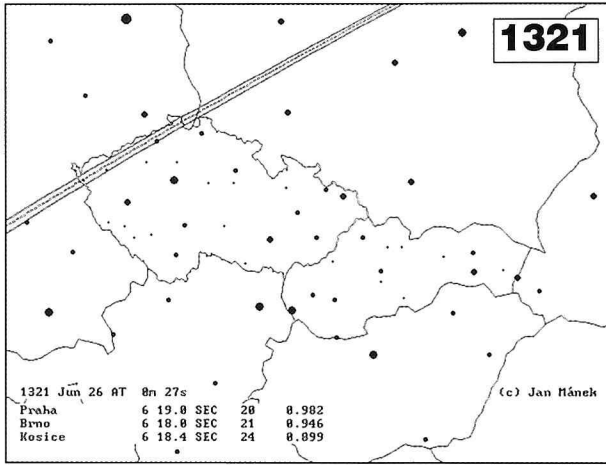 1321
1321 Jun 26 AT 0m 27s
(c) Jan Mánek
Praha 6 19.0 SEC 20 0.982
Brno 6 18.0 SEC 21 0.946
Kosice 6 18.4 SEC 24 0.899